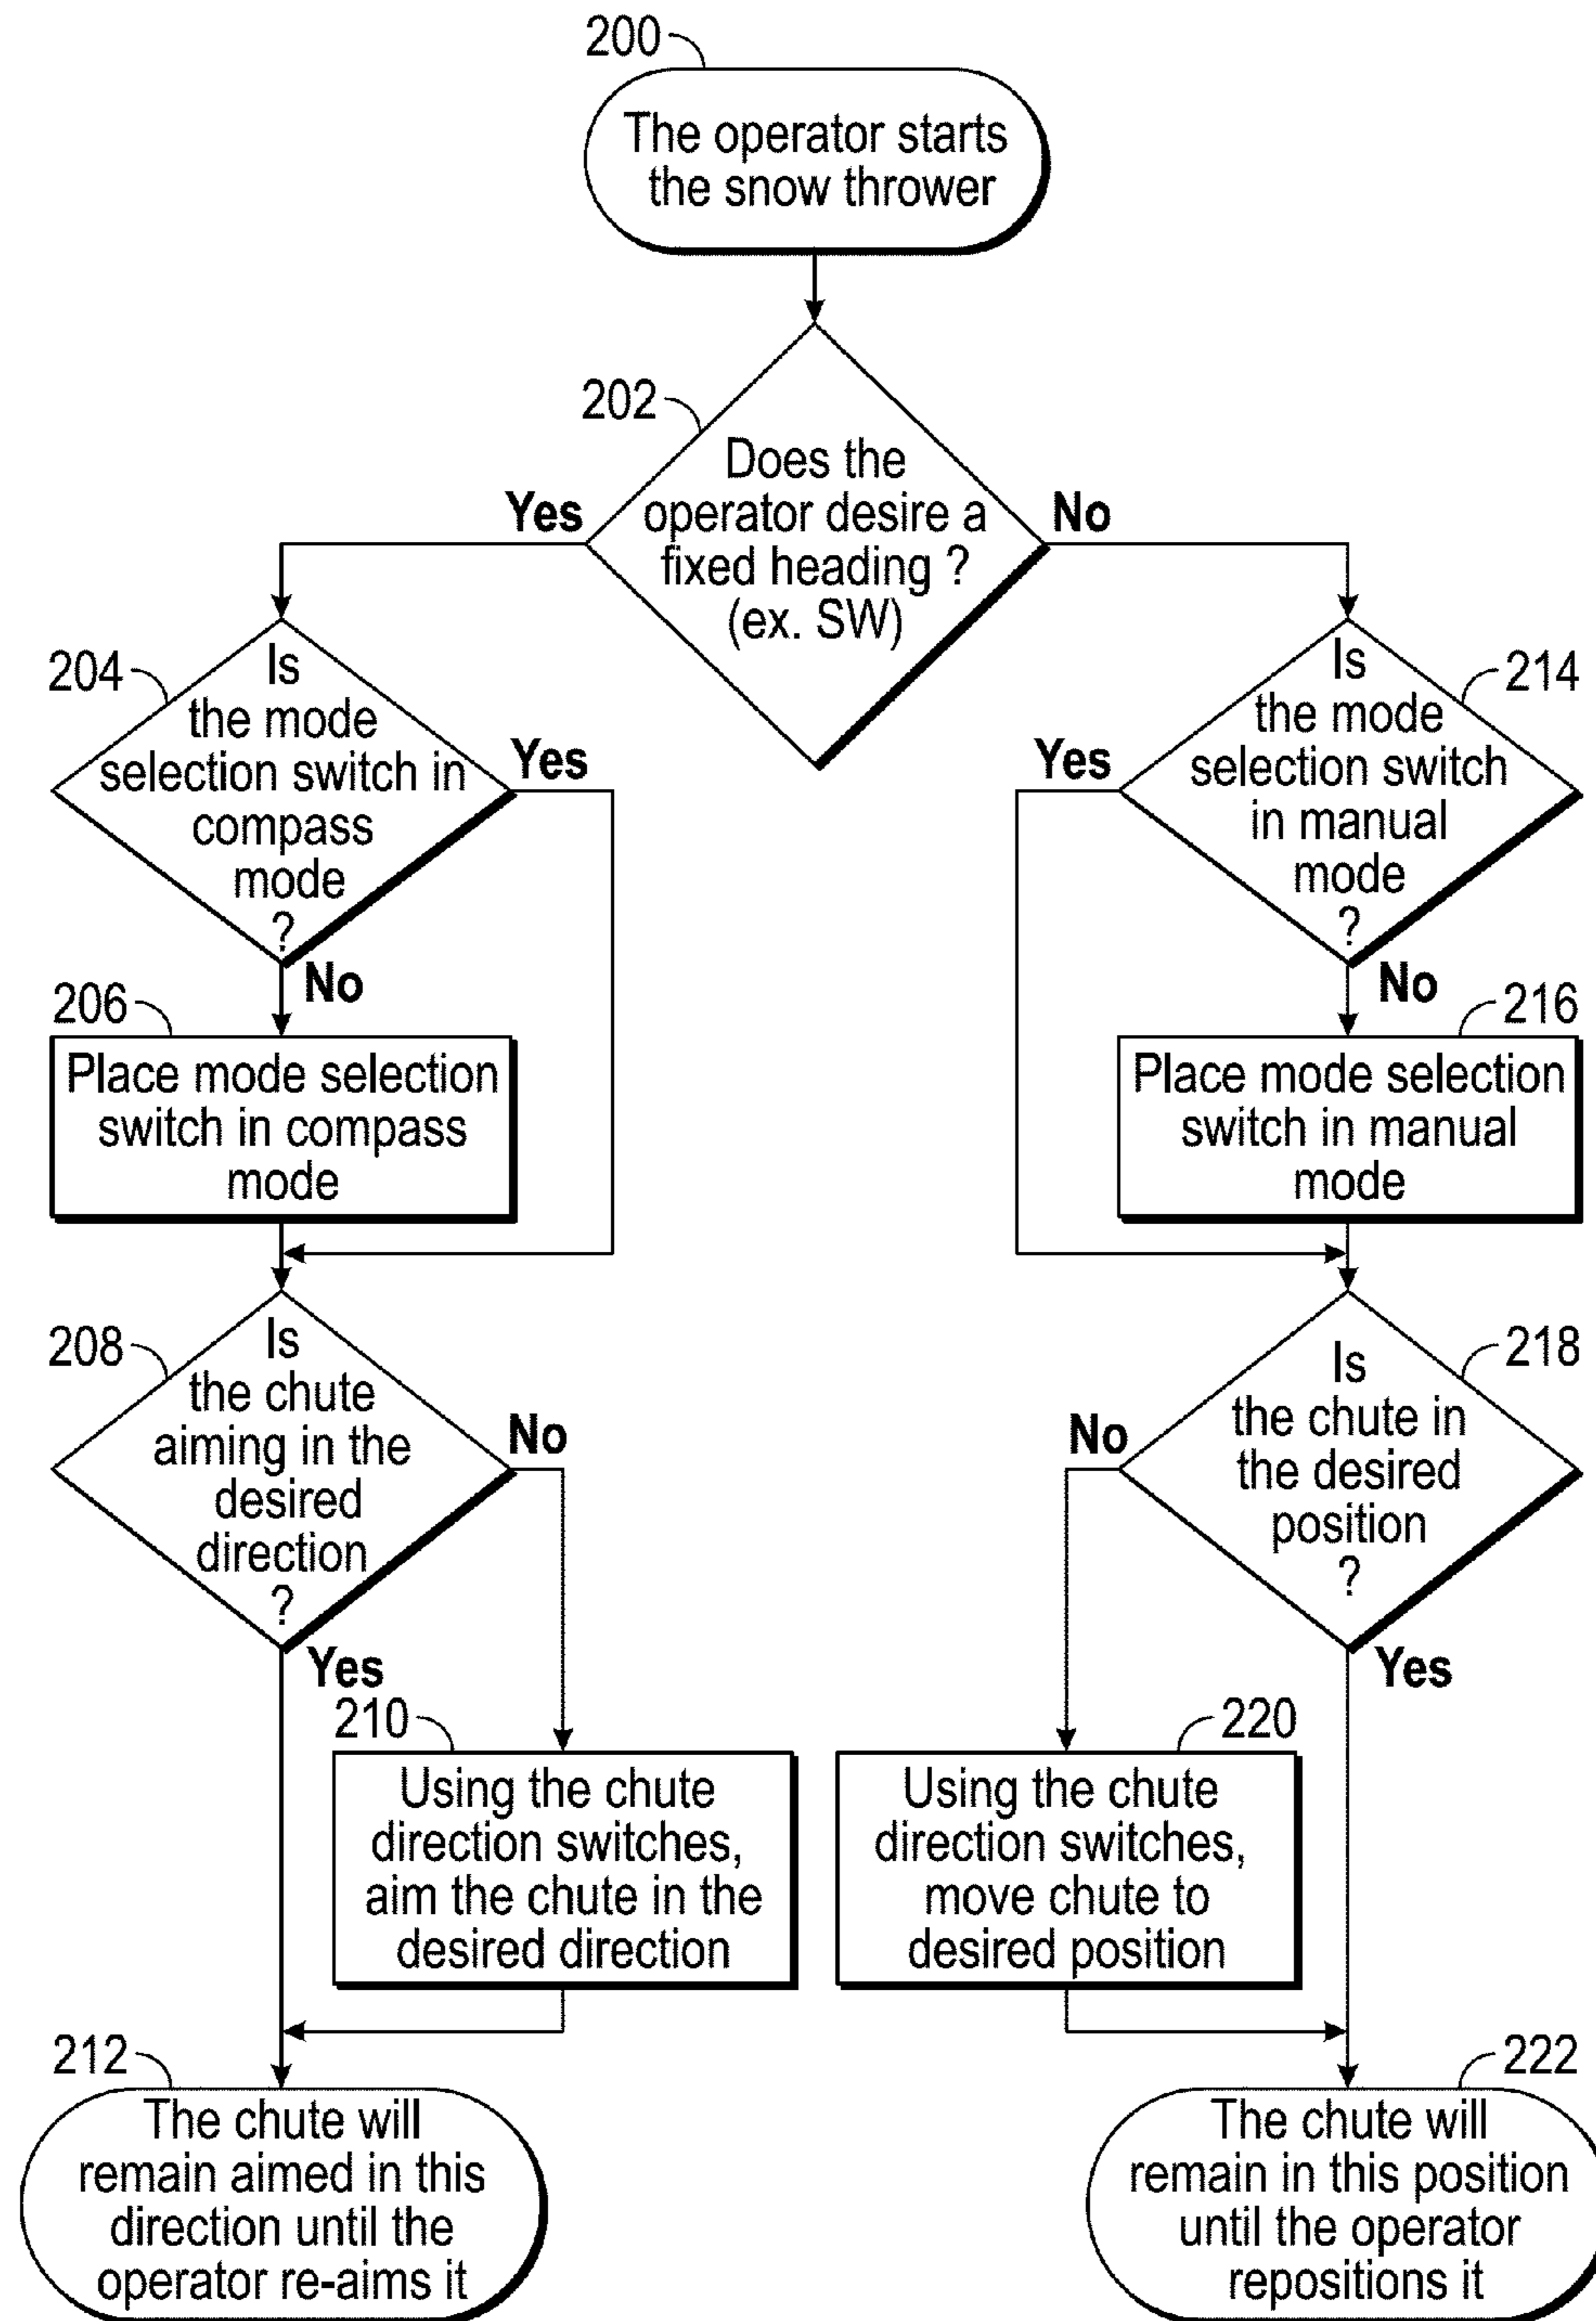 200
The operator starts
the snow thrower
202
Does the
operator desire a
fixed heading ?
(ex. SW)
Yes
No
204
Is
the mode
selection switch in
compass
mode
?
Yes
No
214
Is
the mode
selection switch
in manual
mode
?
Yes
No
206
Place mode selection
switch in compass
mode
216
Place mode selection
switch in manual
mode
208
Is
the chute
aiming in the
desired
direction
?
No
Yes
218
Is
the chute in
the desired
position
?
No
Yes
210
Using the chute
direction switches,
aim the chute in the
desired direction
220
Using the chute
direction switches,
move chute to
desired position
212
The chute will
remain aimed in this
direction until the
operator re-aims it
222
The chute will
remain in this position
until the operator
repositions it